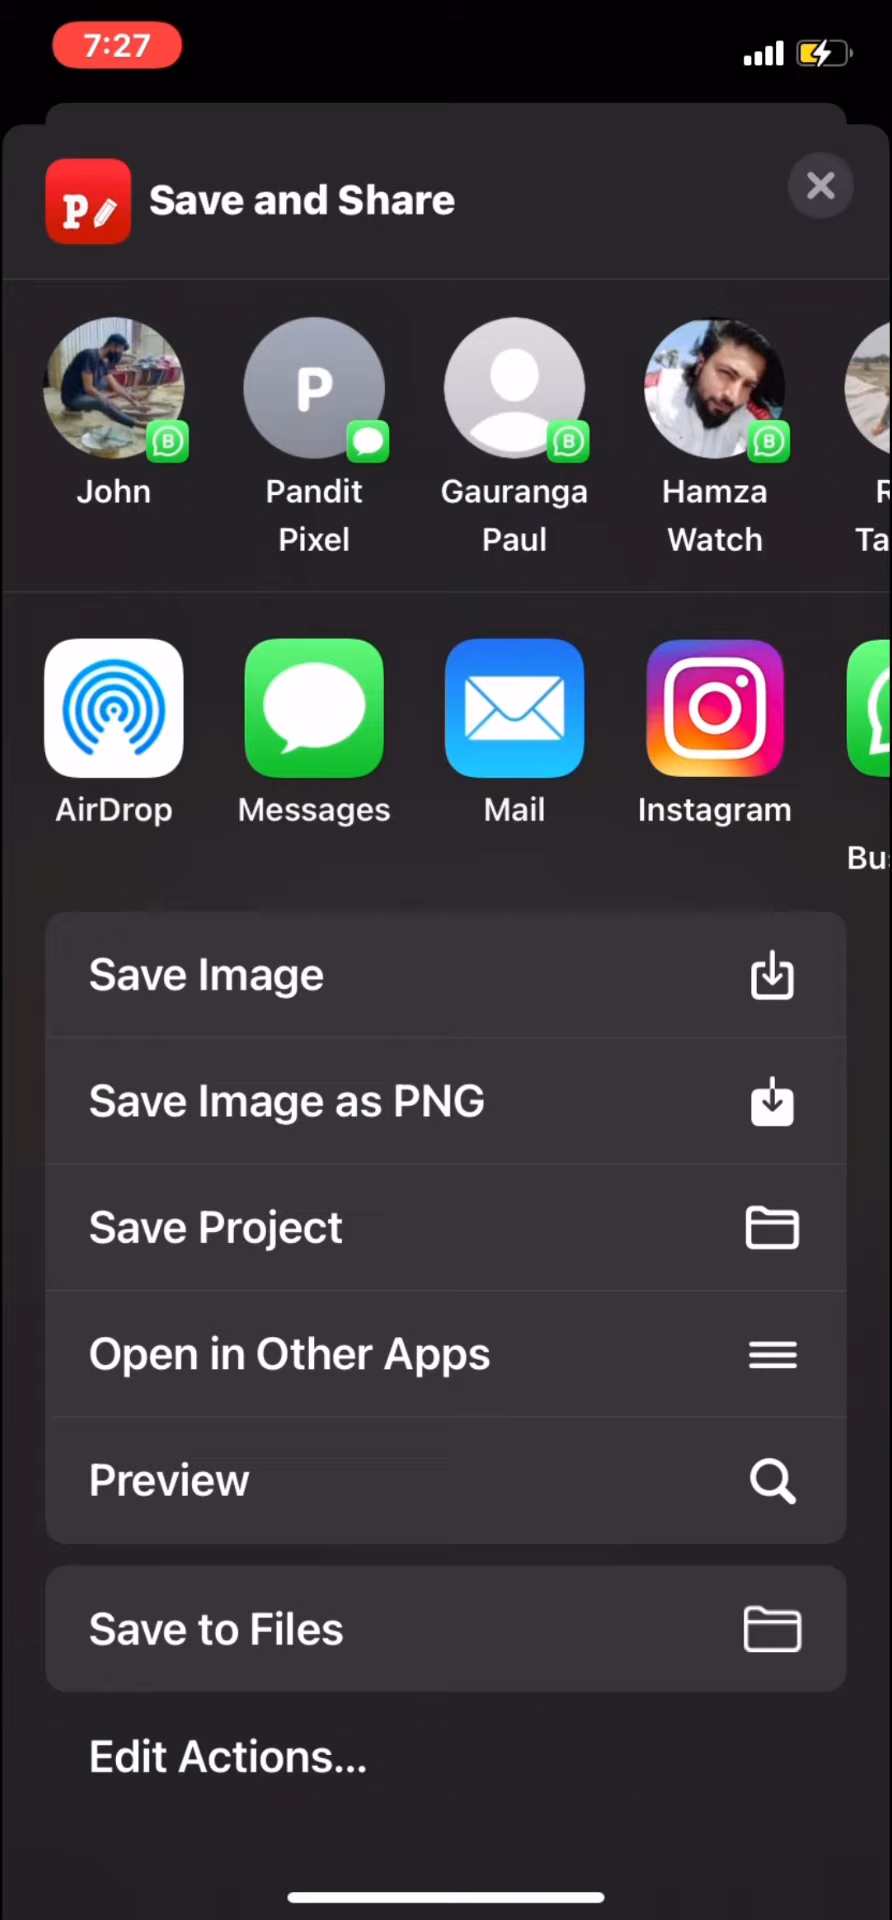 7:27
P
Save and Share
P
B
B
B
John
Pandit
Pixel
Gauranga
Paul
Hamza
Watch
AirDrop
Messages
Mail
Instagram
Save Image
Save Image as PNG
Save Project
Open in Other Apps
Preview
Save to Files
Edit Actions...